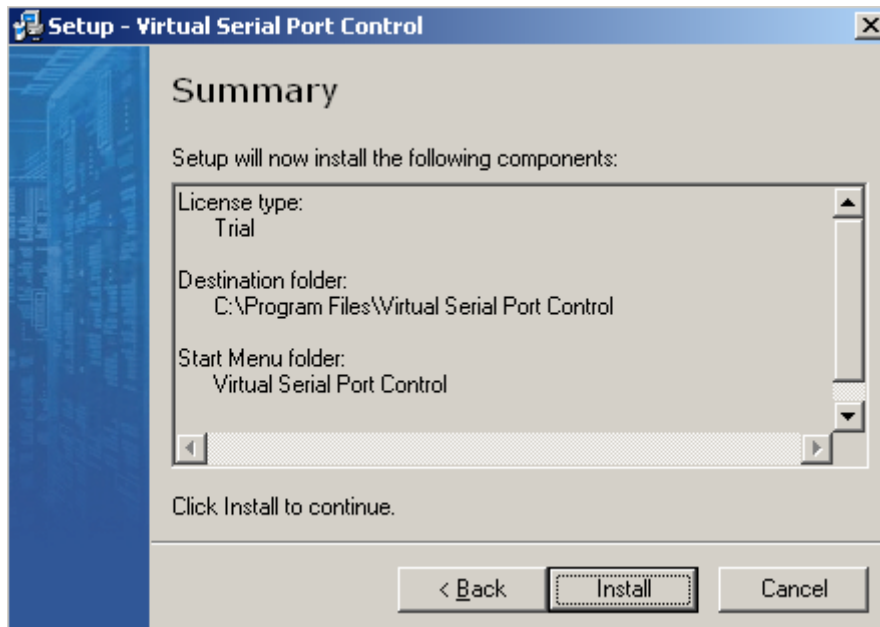 Setup - Virtual Serial Port Control
Summary
Setup will now install the following components:
License type:
Trial
Destination folder:
C:\Program Files\Virtual Serial Port Control
Start Menu folder:
Virtual Serial Port Control
Click Install to continue.
< Back
Install
Cancel